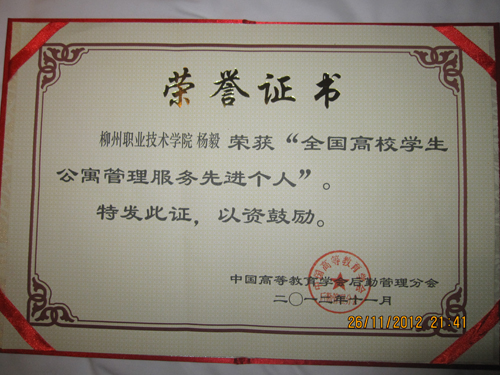 荣誉证书
柳州职业技术学院 杨毅 荣获“全国高校学生
公寓管理服务先进个人”。
特发此证，以资鼓励。
中国高等教育学会后勤管理分会
二〇一二年十一月
26/11/2012 21:41